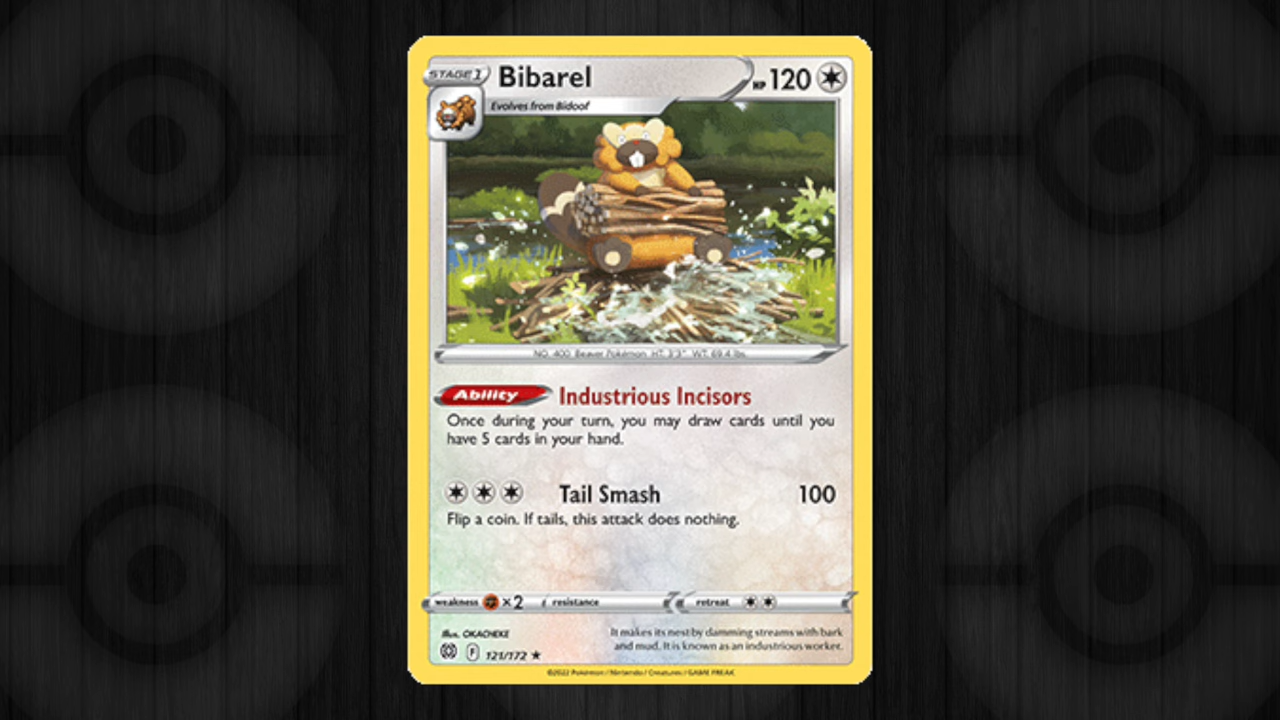 STAGE 1
Bibarel
HP 120
Evolves from Bidoof
NO. 400 Beaver Pokémon HT: 3'3" WT: 69.4 lbs.
Ability Industrious Incisors
Once during your turn, you may draw cards until you
have 5 cards in your hand.
Tail Smash 100
Flip a coin. If tails, this attack does nothing.
weakness ×2 resistance retreat
Illus. OKACHEKE
F 121/172 ★
It makes its nest by damming streams with bark
and mud. It is known as an industrious worker.
©2022 Pokémon / Nintendo / Creatures / GAME FREAK